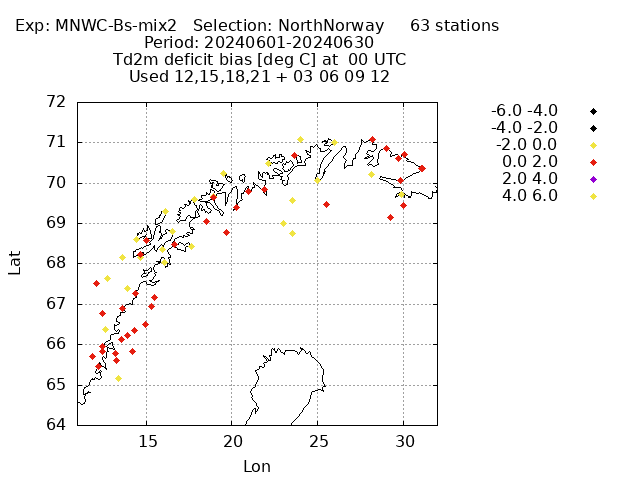 Exp: MNWC-Bs-mix2   Selection: NorthNorway     63 stations
Period: 20240601-20240630
Td2m deficit bias [deg C] at  00 UTC
Used 12,15,18,21 + 03 06 09 12
72
71
70
69
68
67
66
65
64
Lat
15 20 25 30
Lon
-6.0 -4.0
-4.0 -2.0
-2.0 0.0
0.0 2.0
2.0 4.0
4.0 6.0